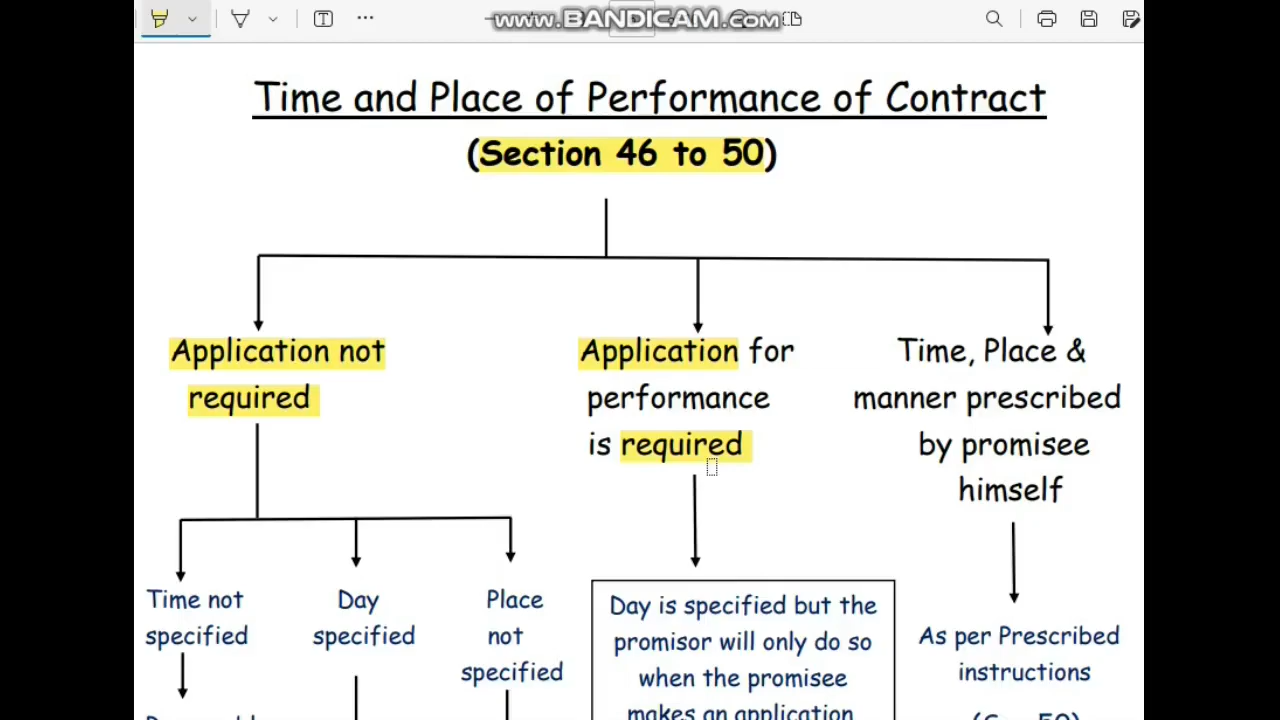 www.BANDICAM.com
Time and Place of Performance of Contract
(Section 46 to 50)
Application not
required
Application for
performance
is required
Time, Place &
manner prescribed
by promisee
himself
Time not
specified
Day
specified
Place
not
specified
Day is specified but the
promisor will only do so
when the promisee
makes an application
As per Prescribed
instructions